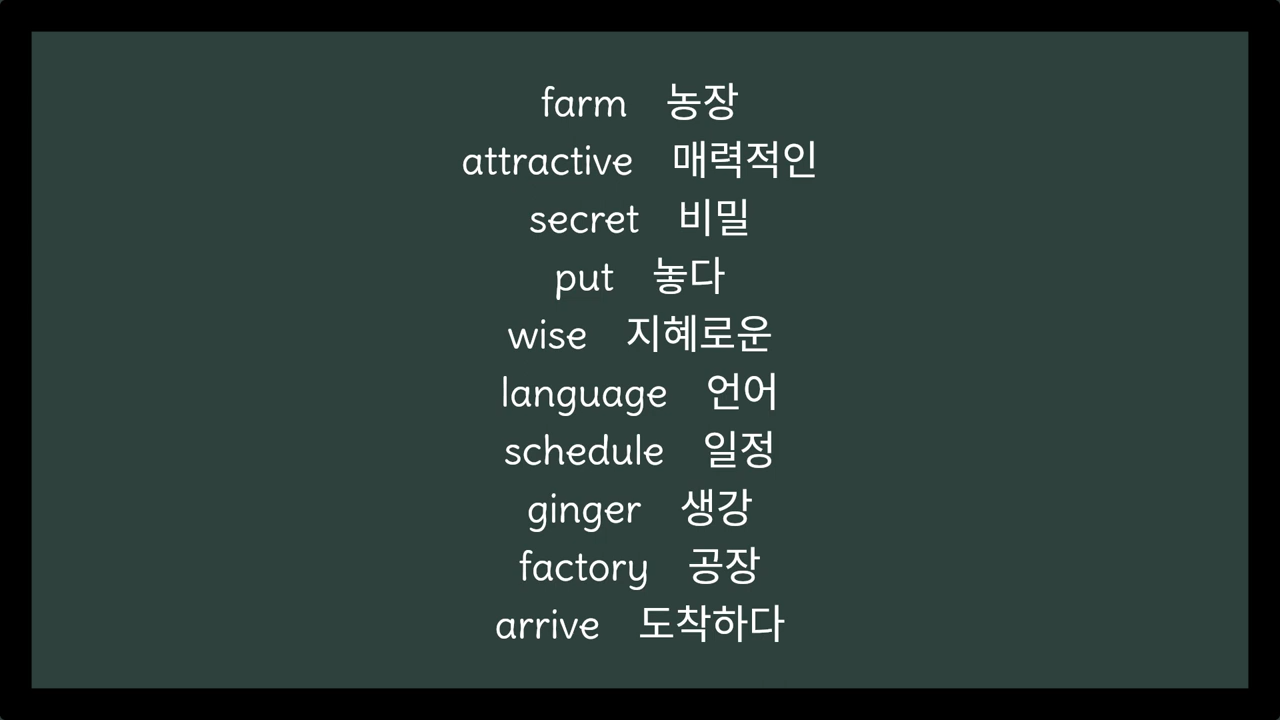 farm 농장
attractive 매력적인
secret 비밀
put 놓다
wise 지혜로운
language 언어
schedule 일정
ginger 생강
factory 공장
arrive 도착하다